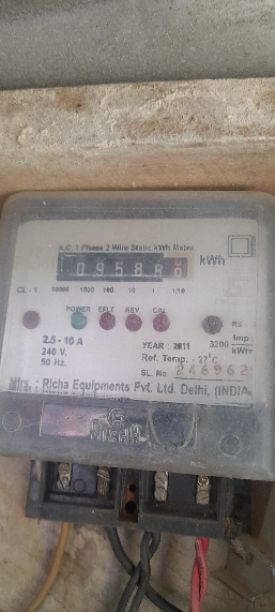 A.C. 1 Phase 2 Wire Static kWh Meter
09588
kWh
10000 1000 100 10 1 1/10
CL - 1
POWER EFLT REV. CAL
2.5 - 10 A
240 V.
50 Hz.
YEAR : 2011
3200 Imp/kWh
Ref. Temp. - 27°C
SL. No. 246962
Mfrs. : Richa Equipments Pvt. Ltd. Delhi, (INDIA